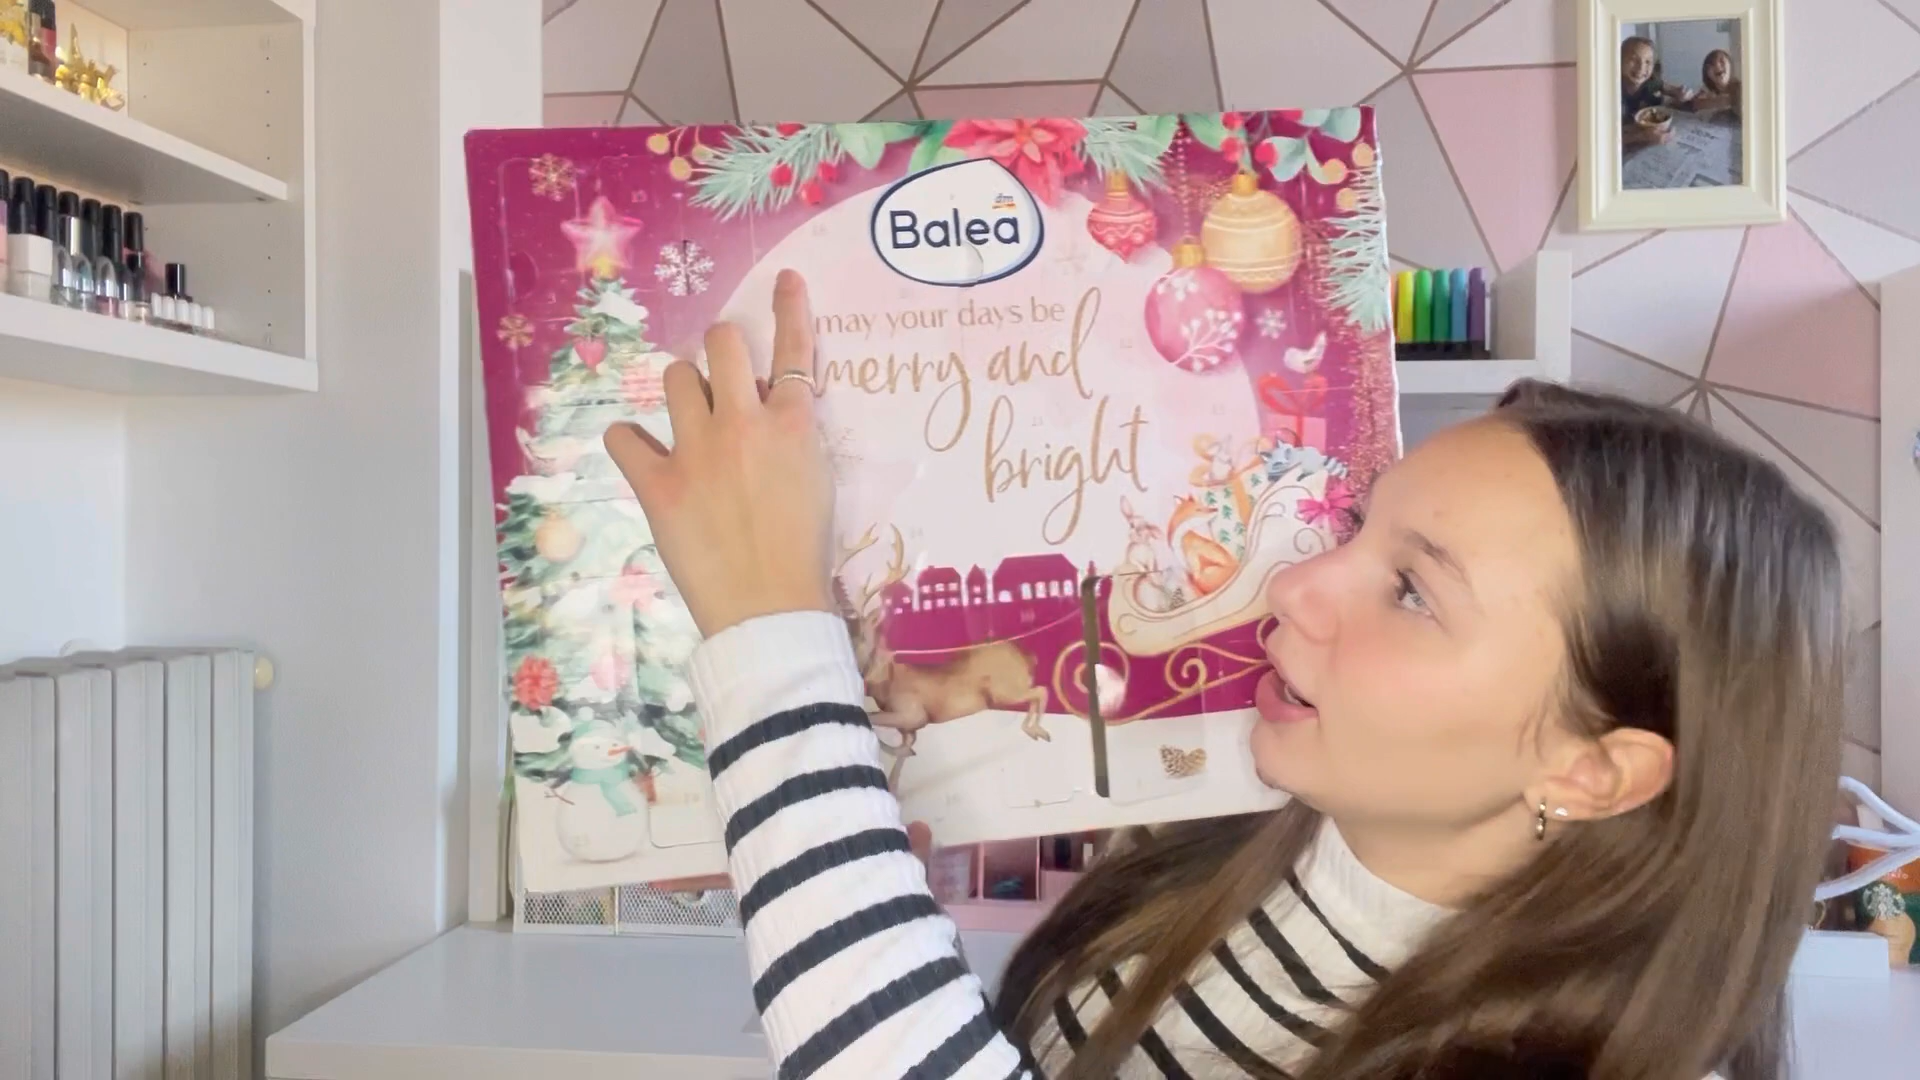 dm
Balea
may your days be
merry and
bright